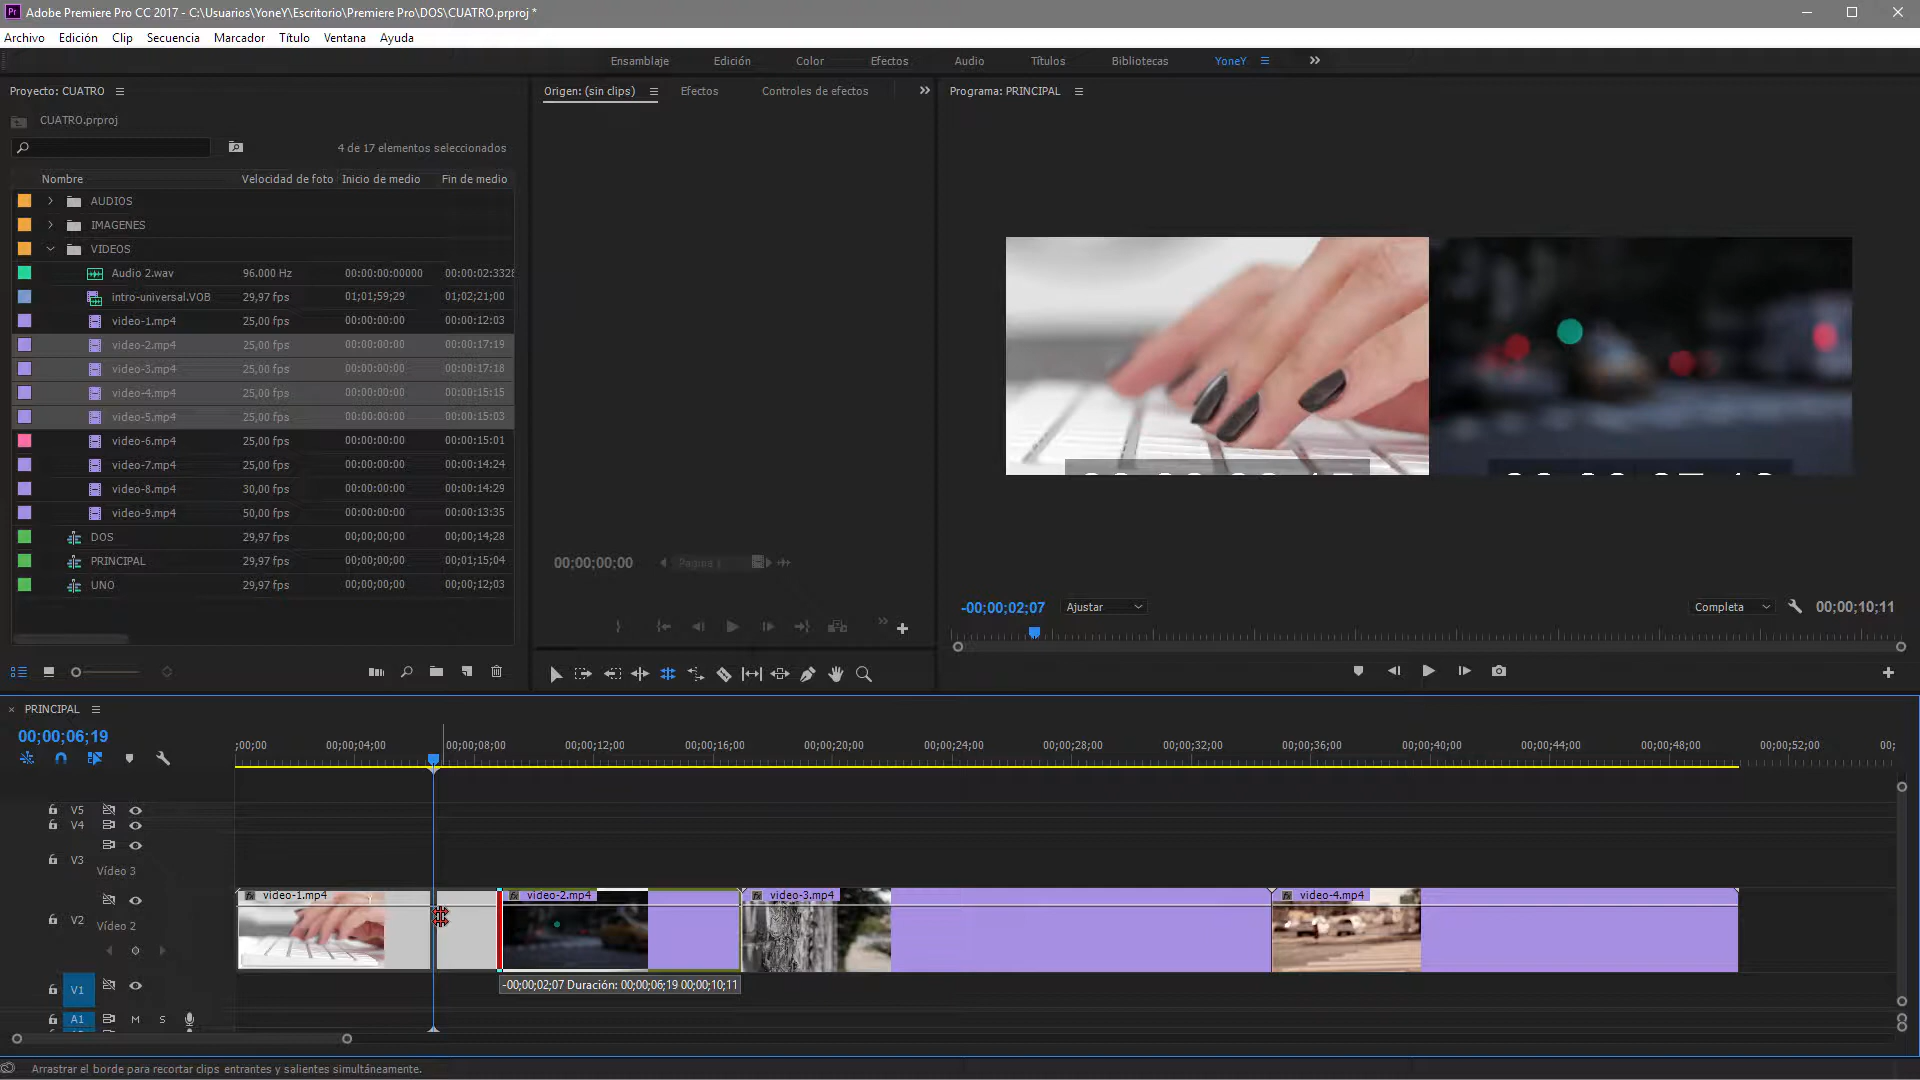 Pr Adobe Premiere Pro CC 2017 - C:\Usuarios\YoneY\Escritorio\Premiere Pro\DOS\CUATRO.prproj *
Archivo Edición Clip Secuencia Marcador Título Ventana Ayuda
Ensamblaje Edición Color Efectos Audio Títulos Bibliotecas YoneY
Proyecto: CUATRO
CUATRO.prproj
4 de 17 elementos seleccionados
Nombre Velocidad de foto Inicio de medio Fin de medio
AUDIOS
IMAGENES
VIDEOS
Audio 2.wav 96.000 Hz 00:00:00:00000 00:00:02:3328
intro-universal.VOB 29,97 fps 01;01;59;29 01;02;21;00
video-1.mp4 25,00 fps 00:00:00:00 00:00:12:03
video-2.mp4 25,00 fps 00:00:00:00 00:00:17:19
video-3.mp4 25,00 fps 00:00:00:00 00:00:17:18
video-4.mp4 25,00 fps 00:00:00:00 00:00:15:15
video-5.mp4 25,00 fps 00:00:00:00 00:00:15:03
video-6.mp4 25,00 fps 00:00:00:00 00:00:15:01
video-7.mp4 25,00 fps 00:00:00:00 00:00:14:24
video-8.mp4 30,00 fps 00:00:00:00 00:00:14:29
video-9.mp4 50,00 fps 00:00:00:00 00:00:13:35
DOS 29,97 fps 00;00;00;00 00;00;14;28
PRINCIPAL 29,97 fps 00;00;00;00 00;01;15;04
UNO 29,97 fps 00;00;00;00 00;00;12;03
Origen: (sin clips) Efectos Controles de efectos
00;00;00;00 Página 1
Programa: PRINCIPAL
-00;00;02;07 Ajustar Completa 00;00;10;11
PRINCIPAL
00;00;06;19
;00;00 00;00;04;00 00;00;08;00 00;00;12;00 00;00;16;00 00;00;20;00 00;00;24;00 00;00;28;00 00;00;32;00 00;00;36;00 00;00;40;00 00;00;44;00 00;00;48;00 00;00;52;00 00;
V5
V4
V3
Vídeo 3
video-1.mp4 video-2.mp4 video-3.mp4 video-4.mp4
V2
Vídeo 2
-00;00;02;07 Duración: 00;00;06;19 00;00;10;11
V1
A1 M S
Arrastrar el borde para recortar clips entrantes y salientes simultáneamente.